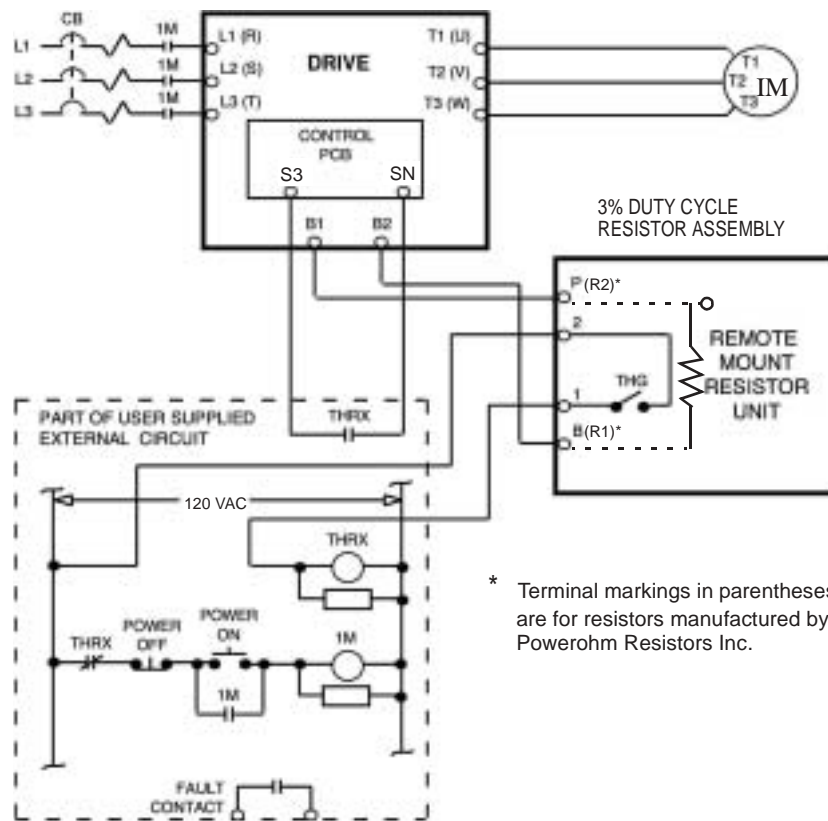 CB
1M
L1
L1 (R)
T1 (U)
1M
L2
L2 (S)
DRIVE
T2 (V)
1M
L3
L3 (T)
T3 (W)
T1
T2
IM
T3
CONTROL
PCB
S3
SN
B1
B2
3% DUTY CYCLE
RESISTOR ASSEMBLY
P (R2)*
2
REMOTE
MOUNT
RESISTOR
UNIT
THG
1
B (R1)*
PART OF USER SUPPLIED
EXTERNAL CIRCUIT
THRX
120 VAC
THRX
THRX
POWER
OFF
POWER
ON
1M
1M
FAULT
CONTACT
* Terminal markings in parentheses
are for resistors manufactured by
Powerohm Resistors Inc.